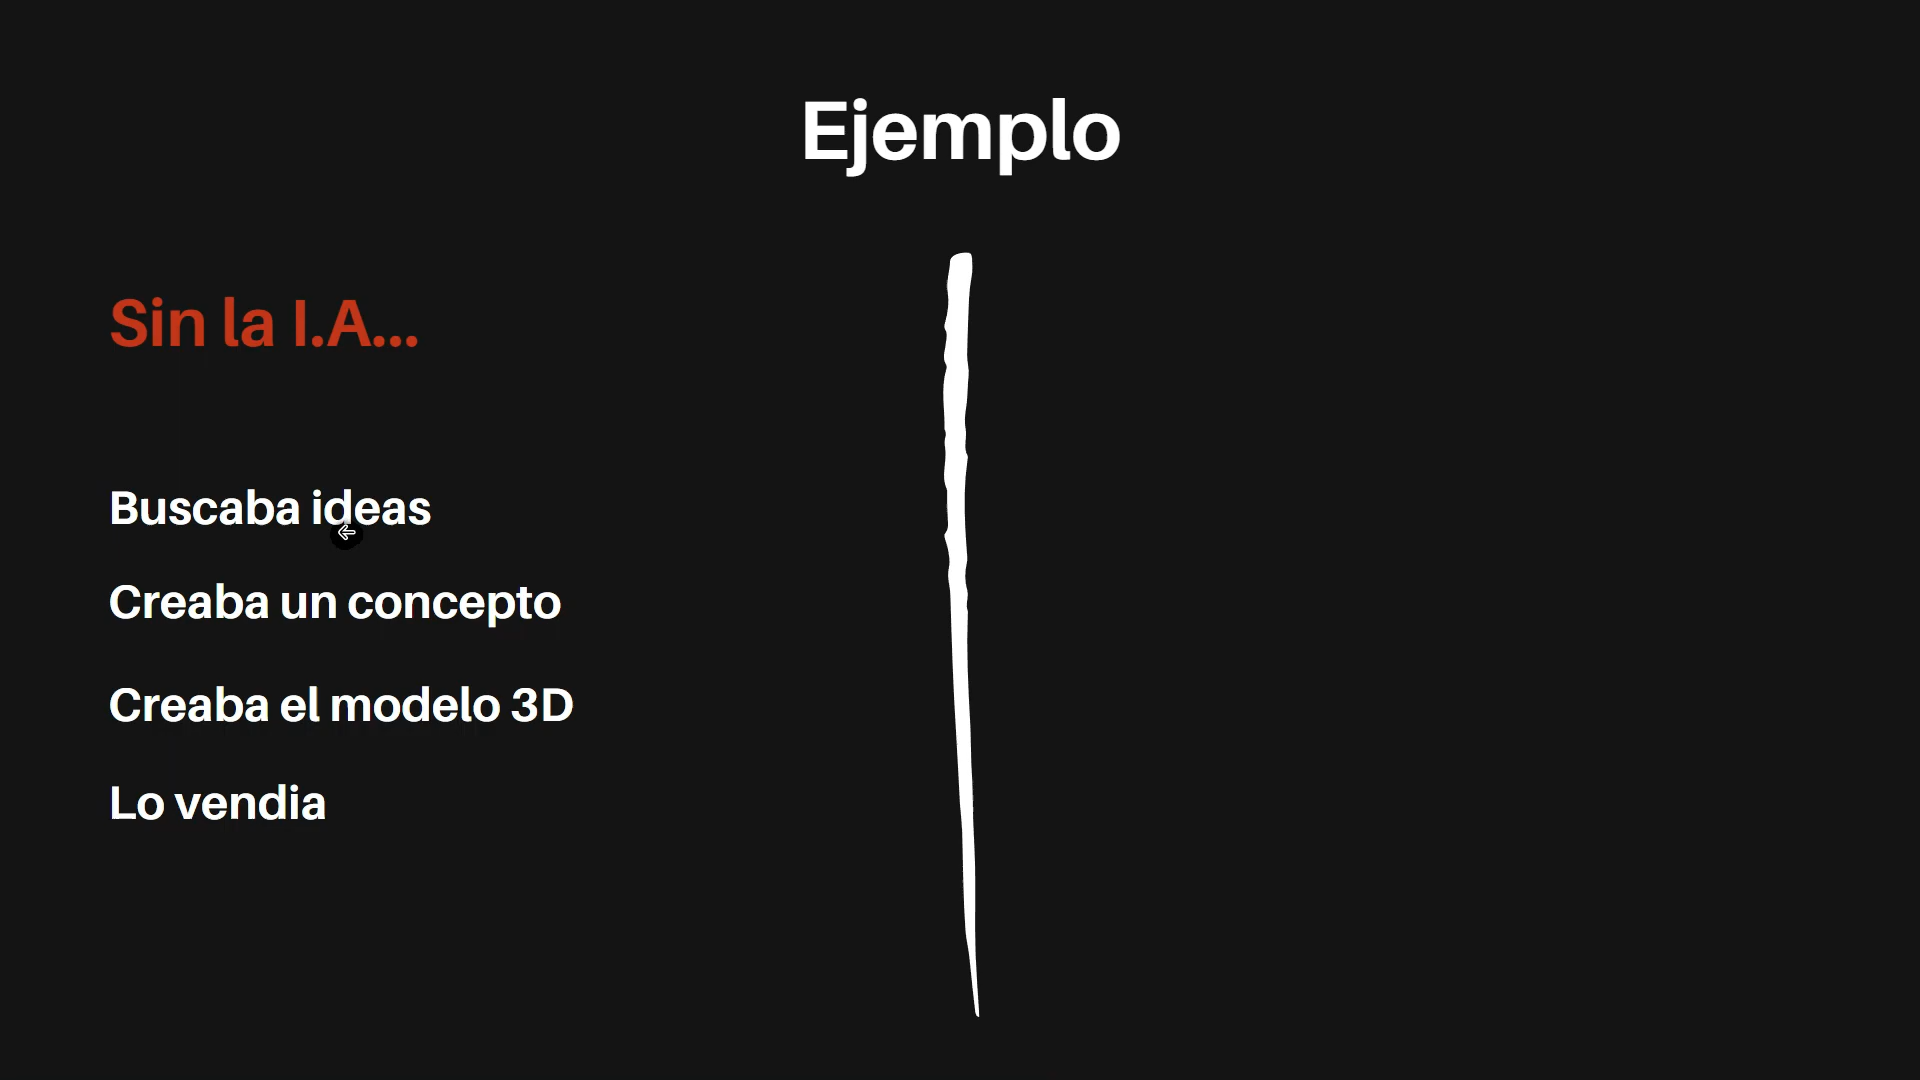 Ejemplo
Sin la I.A...
Buscaba ideas
Creaba un concepto
Creaba el modelo 3D
Lo vendia